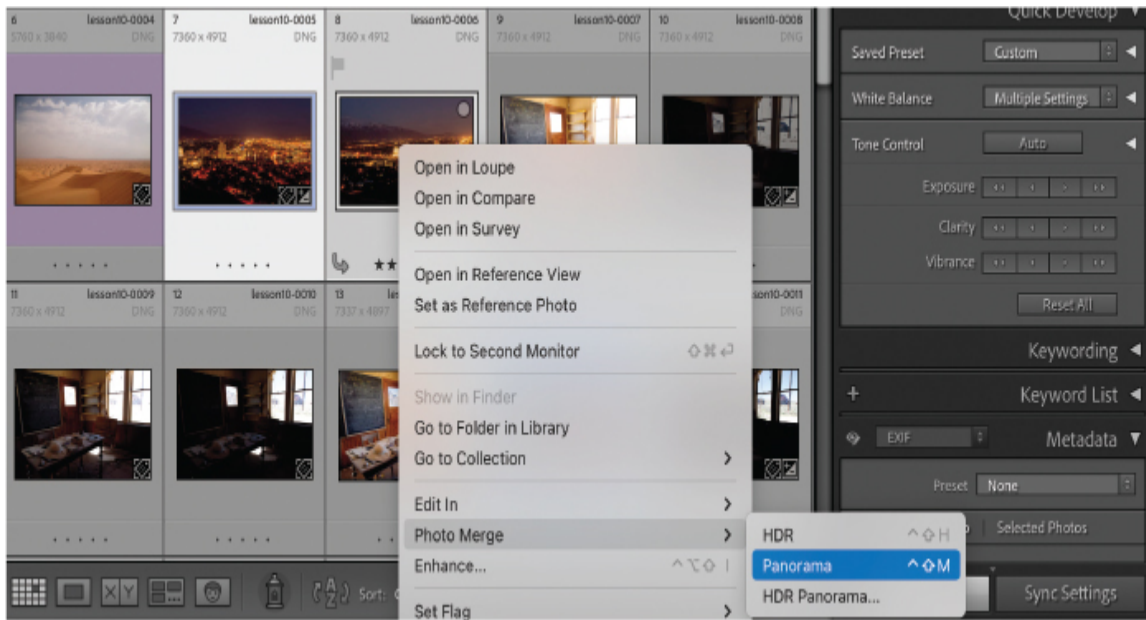 6 lesson10-0004
5760 x 3840 DNG
7 lesson10-0005
7360 x 4912 DNG
8 lesson10-0006
7360 x 4912 DNG
9 lesson10-0007
7360 x 4912 DNG
10 lesson10-0008
7360 x 4912 DNG
11 lesson10-0009
7360 x 4912 DNG
12 lesson10-0010
7360 x 4912 DNG
13
7337 x 4897
son10-0011
DNG
Open in Loupe
Open in Compare
Open in Survey
Open in Reference View
Set as Reference Photo
Lock to Second Monitor ⇧⌘⏎
Show in Finder
Go to Folder in Library
Go to Collection >
Edit In >
Photo Merge >
Enhance... ^⌥⇧ I
Set Flag >
HDR ^⇧H
Panorama ^⇧M
HDR Panorama...
Sort:
Quick Develop
Saved Preset Custom
White Balance Multiple Settings
Tone Control Auto
Exposure
Clarity
Vibrance
Reset All
Keywording
+ Keyword List
EXIF Metadata
Preset None
Selected Photos
Sync Settings